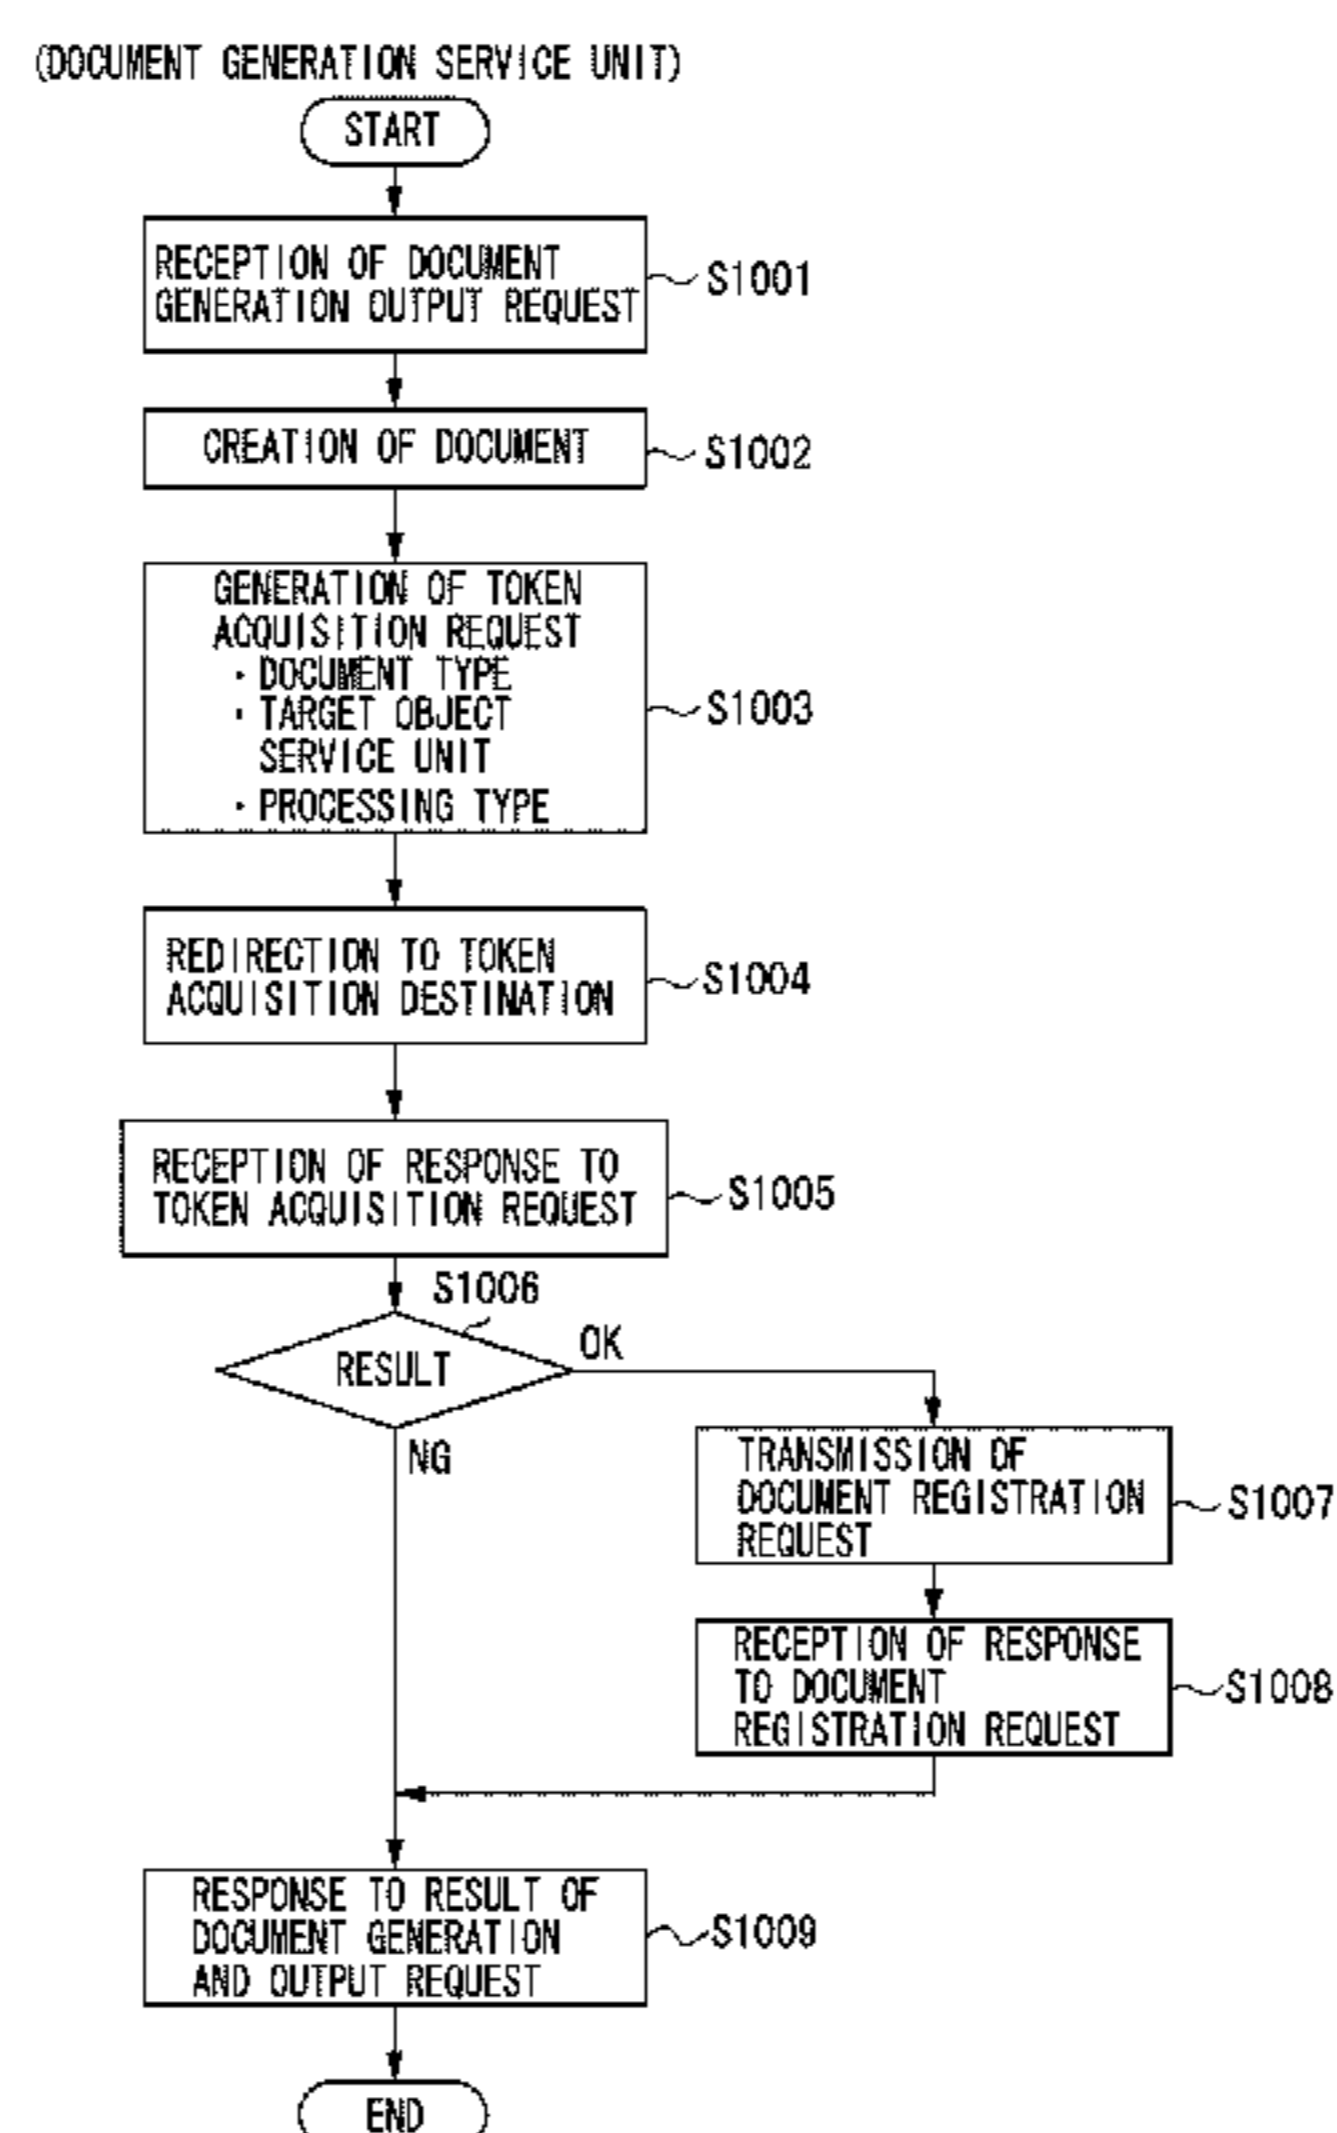 (DOCUMENT GENERATION SERVICE UNIT)
START
RECEPTION OF DOCUMENT
GENERATION OUTPUT REQUEST
S1001
CREATION OF DOCUMENT
S1002
GENERATION OF TOKEN
ACQUISITION REQUEST
・DOCUMENT TYPE
・TARGET OBJECT
SERVICE UNIT
・PROCESSING TYPE
S1003
REDIRECTION TO TOKEN
ACQUISITION DESTINATION
S1004
RECEPTION OF RESPONSE TO
TOKEN ACQUISITION REQUEST
S1005
S1006
RESULT
OK
NG
TRANSMISSION OF
DOCUMENT REGISTRATION
REQUEST
S1007
RECEPTION OF RESPONSE
TO DOCUMENT
REGISTRATION REQUEST
S1008
RESPONSE TO RESULT OF
DOCUMENT GENERATION
AND OUTPUT REQUEST
S1009
END